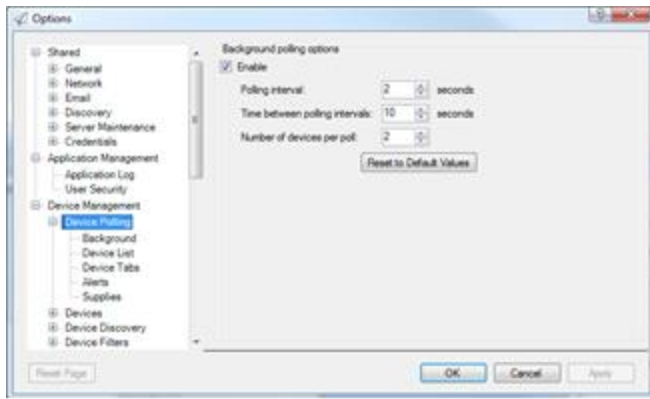 Options
Shared
General
Network
Email
Discovery
Server Maintenance
Credentials
Application Management
Application Log
User Security
Device Management
Device Polling
Background
Device List
Device Tabs
Alerts
Supplies
Devices
Device Discovery
Device Filters
Background polling options
Enable
Polling interval: 2 seconds
Time between polling intervals: 10 seconds
Number of devices per poll: 2
Reset to Default Values
Reset Page
OK
Cancel
Apply